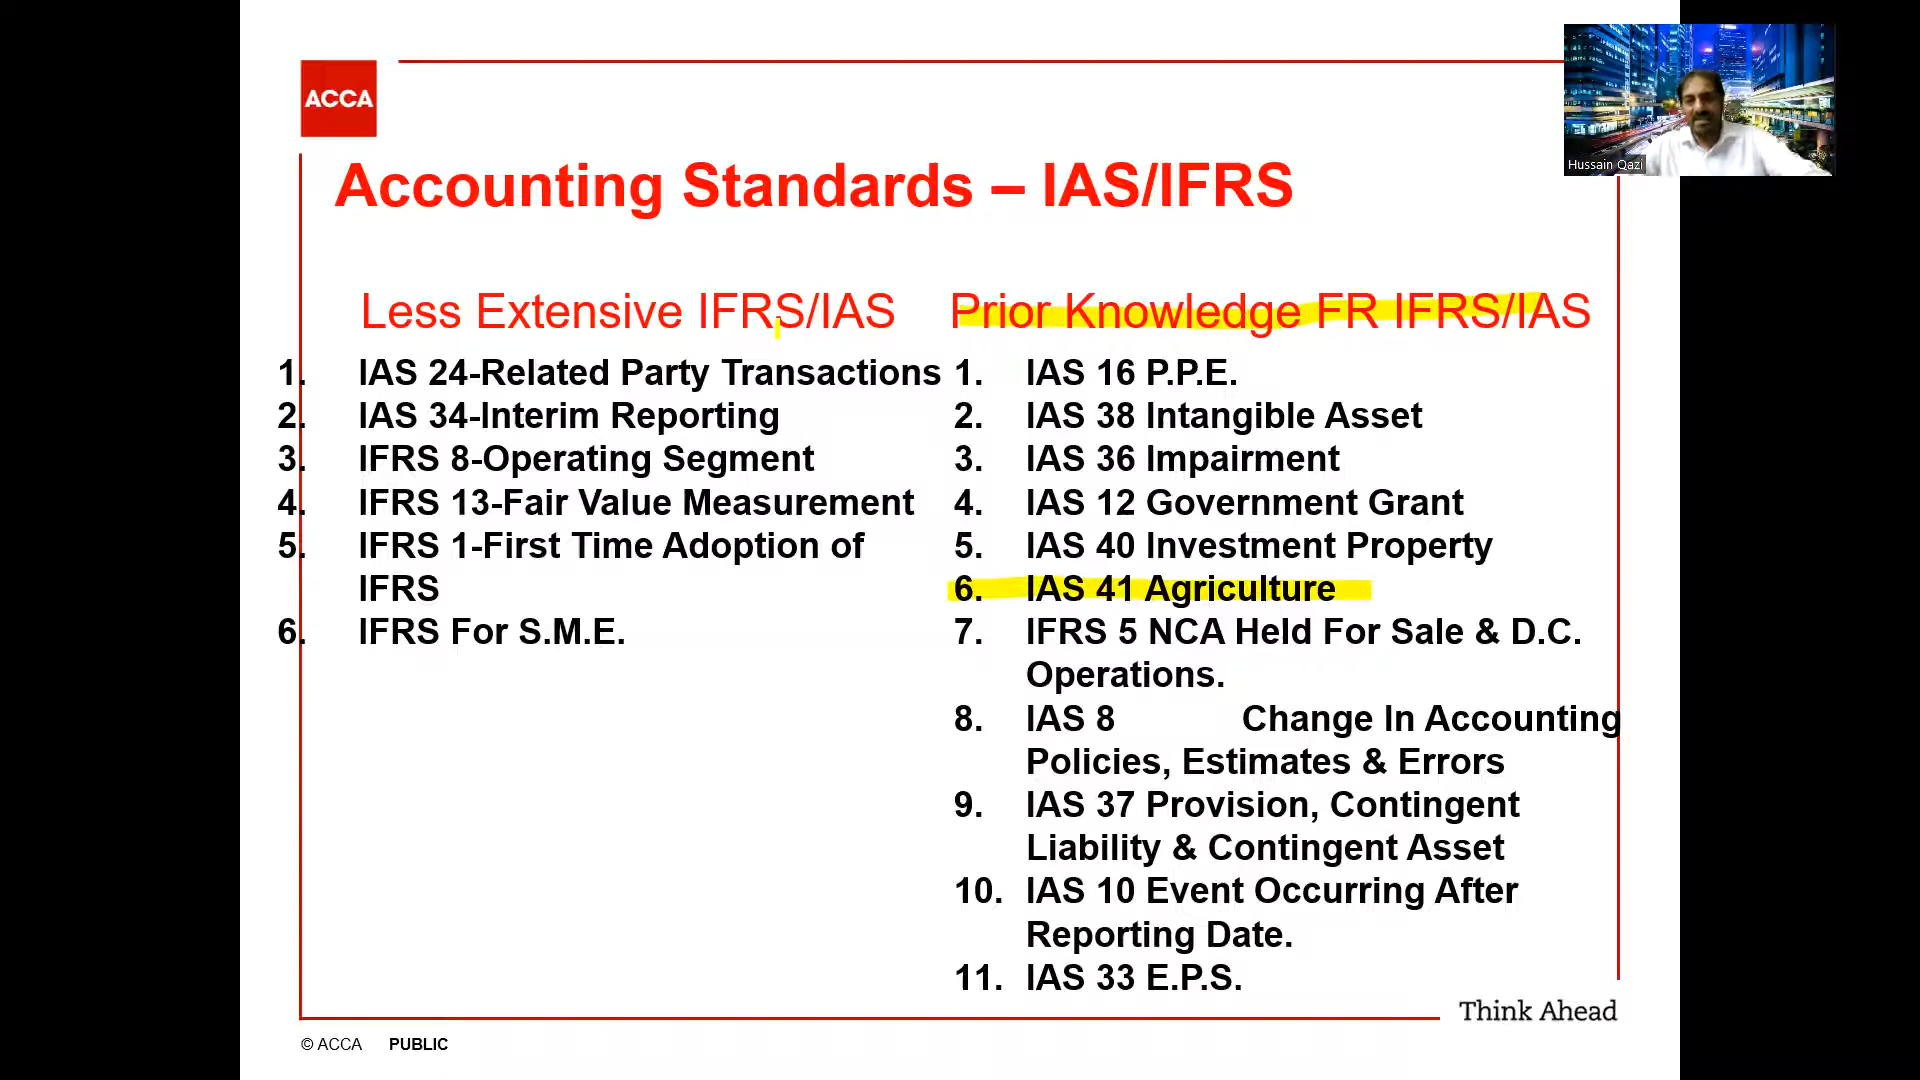 ACCA
Hussain Qazi
Accounting Standards – IAS/IFRS
Less Extensive IFRS/IAS
1. IAS 24-Related Party Transactions
2. IAS 34-Interim Reporting
3. IFRS 8-Operating Segment
4. IFRS 13-Fair Value Measurement
5. IFRS 1-First Time Adoption of
IFRS
6. IFRS For S.M.E.
Prior Knowledge FR IFRS/IAS
1. IAS 16 P.P.E.
2. IAS 38 Intangible Asset
3. IAS 36 Impairment
4. IAS 12 Government Grant
5. IAS 40 Investment Property
6. IAS 41 Agriculture
7. IFRS 5 NCA Held For Sale & D.C.
Operations.
8. IAS 8 Change In Accounting
Policies, Estimates & Errors
9. IAS 37 Provision, Contingent
Liability & Contingent Asset
10. IAS 10 Event Occurring After
Reporting Date.
11. IAS 33 E.P.S.
Think Ahead
© ACCA PUBLIC